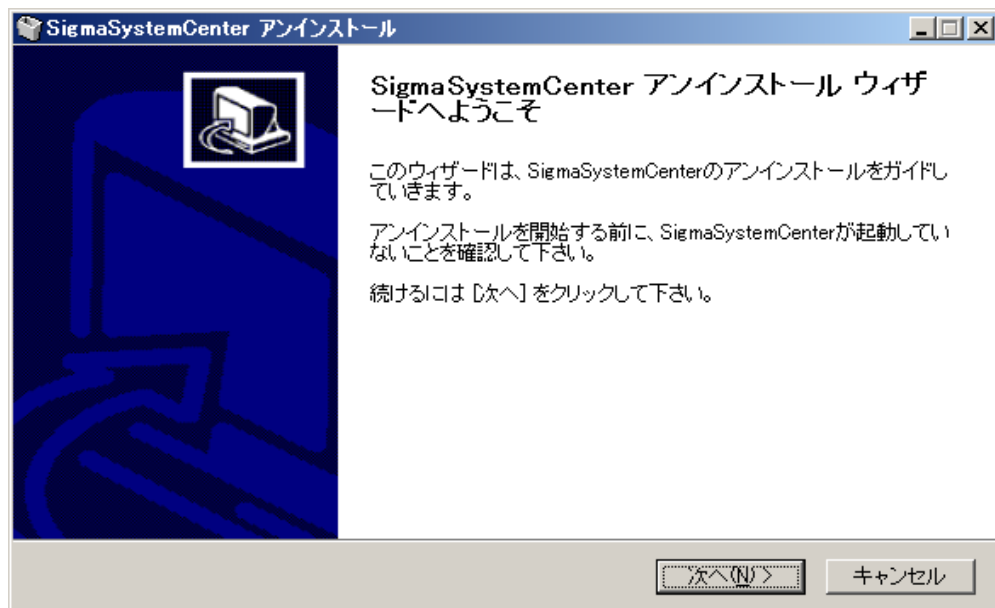 SigmaSystemCenter アンインストール
SigmaSystemCenter アンインストール ウィザ
ードへようこそ
このウィザードは、SigmaSystemCenterのアンインストールをガイドし
ていきます。
アンインストールを開始する前に、SigmaSystemCenterが起動してい
ないことを確認して下さい。
続けるには [次へ] をクリックして下さい。
次へ(N) >
キャンセル